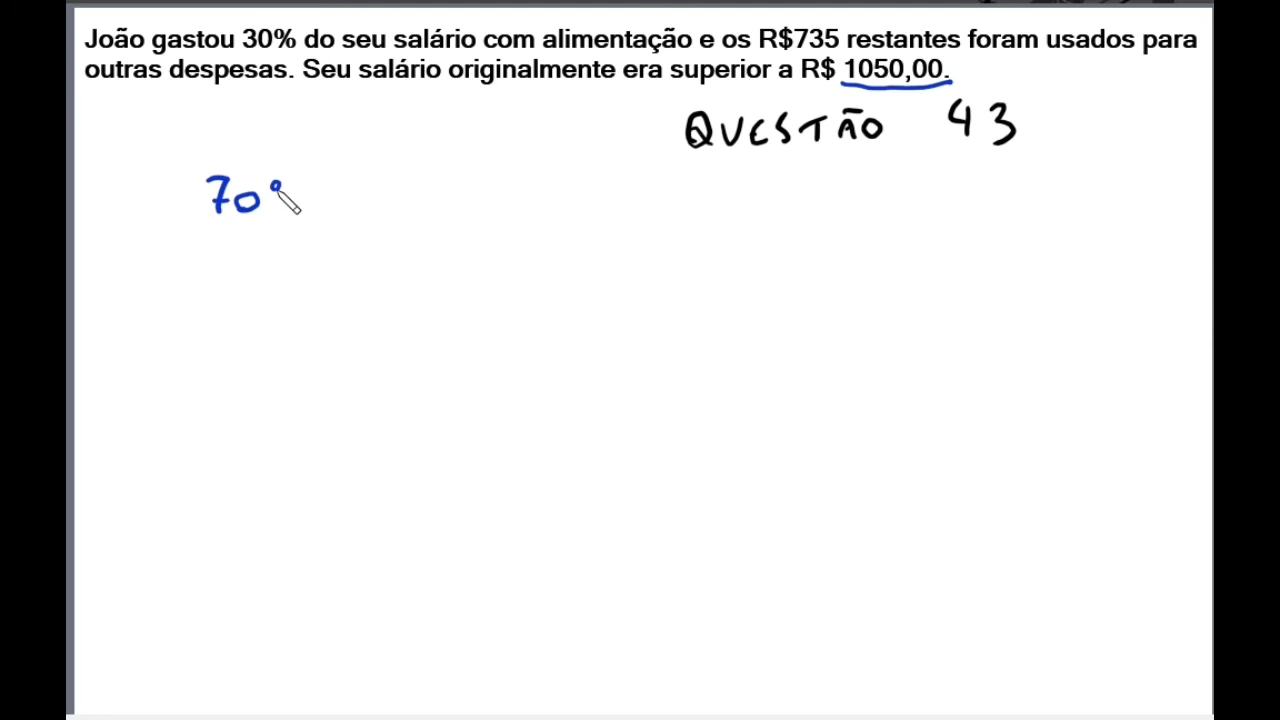 João gastou 30% do seu salário com alimentação e os R$735 restantes foram usados para
outras despesas. Seu salário originalmente era superior a R$ 1050,00.
QUESTÃO 43
70°